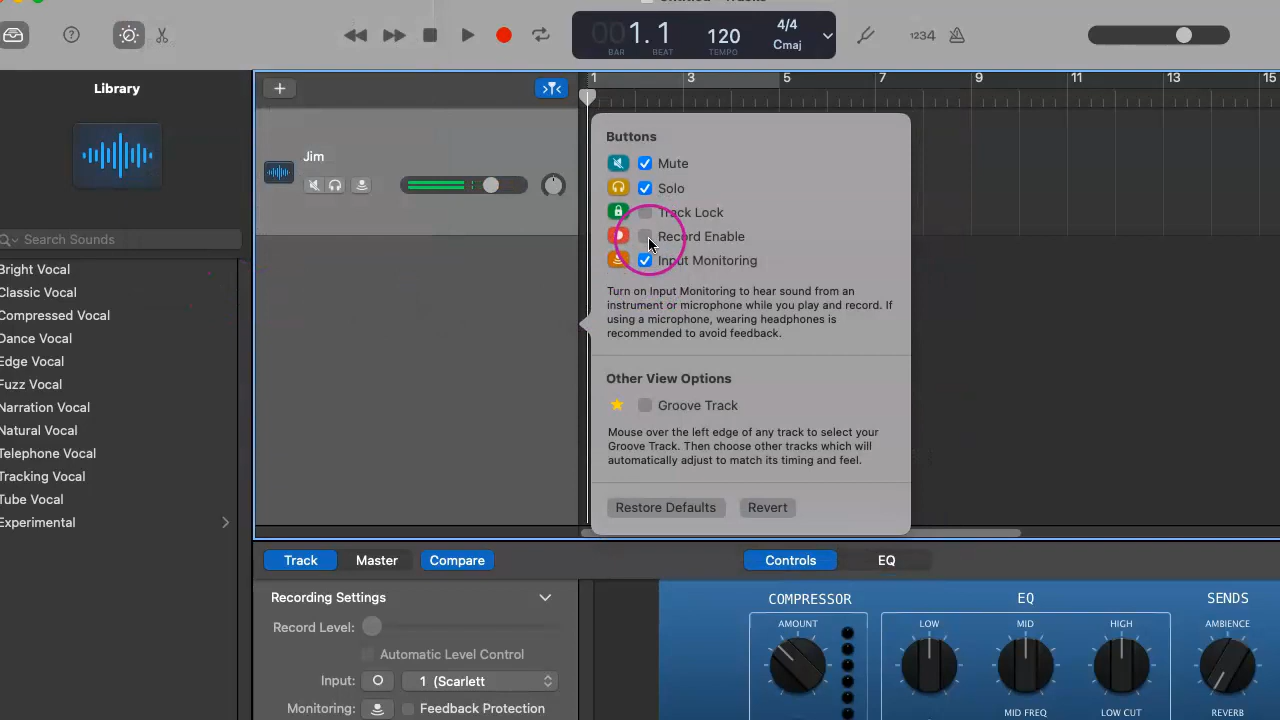 1.1
BAR
BEAT
120
TEMPO
4/4
Cmaj
1234
Library
1
3
5
7
9
11
13
15
Jim
Search Sounds
Bright Vocal
Classic Vocal
Compressed Vocal
Dance Vocal
Edge Vocal
Fuzz Vocal
Narration Vocal
Natural Vocal
Telephone Vocal
Tracking Vocal
Tube Vocal
Experimental
Buttons
Mute
Solo
Track Lock
Record Enable
Input Monitoring
Turn on Input Monitoring to hear sound from an
instrument or microphone while you play and record. If
using a microphone, wearing headphones is
recommended to avoid feedback.
Other View Options
Groove Track
Mouse over the left edge of any track to select your
Groove Track. Then choose other tracks which will
automatically adjust to match its timing and feel.
Restore Defaults
Revert
Track
Master
Compare
Controls
EQ
Recording Settings
Record Level:
Automatic Level Control
Input:
1 (Scarlett
Monitoring:
Feedback Protection
COMPRESSOR
AMOUNT
EQ
LOW
MID
HIGH
MID FREQ
LOW CUT
SENDS
AMBIENCE
REVERB